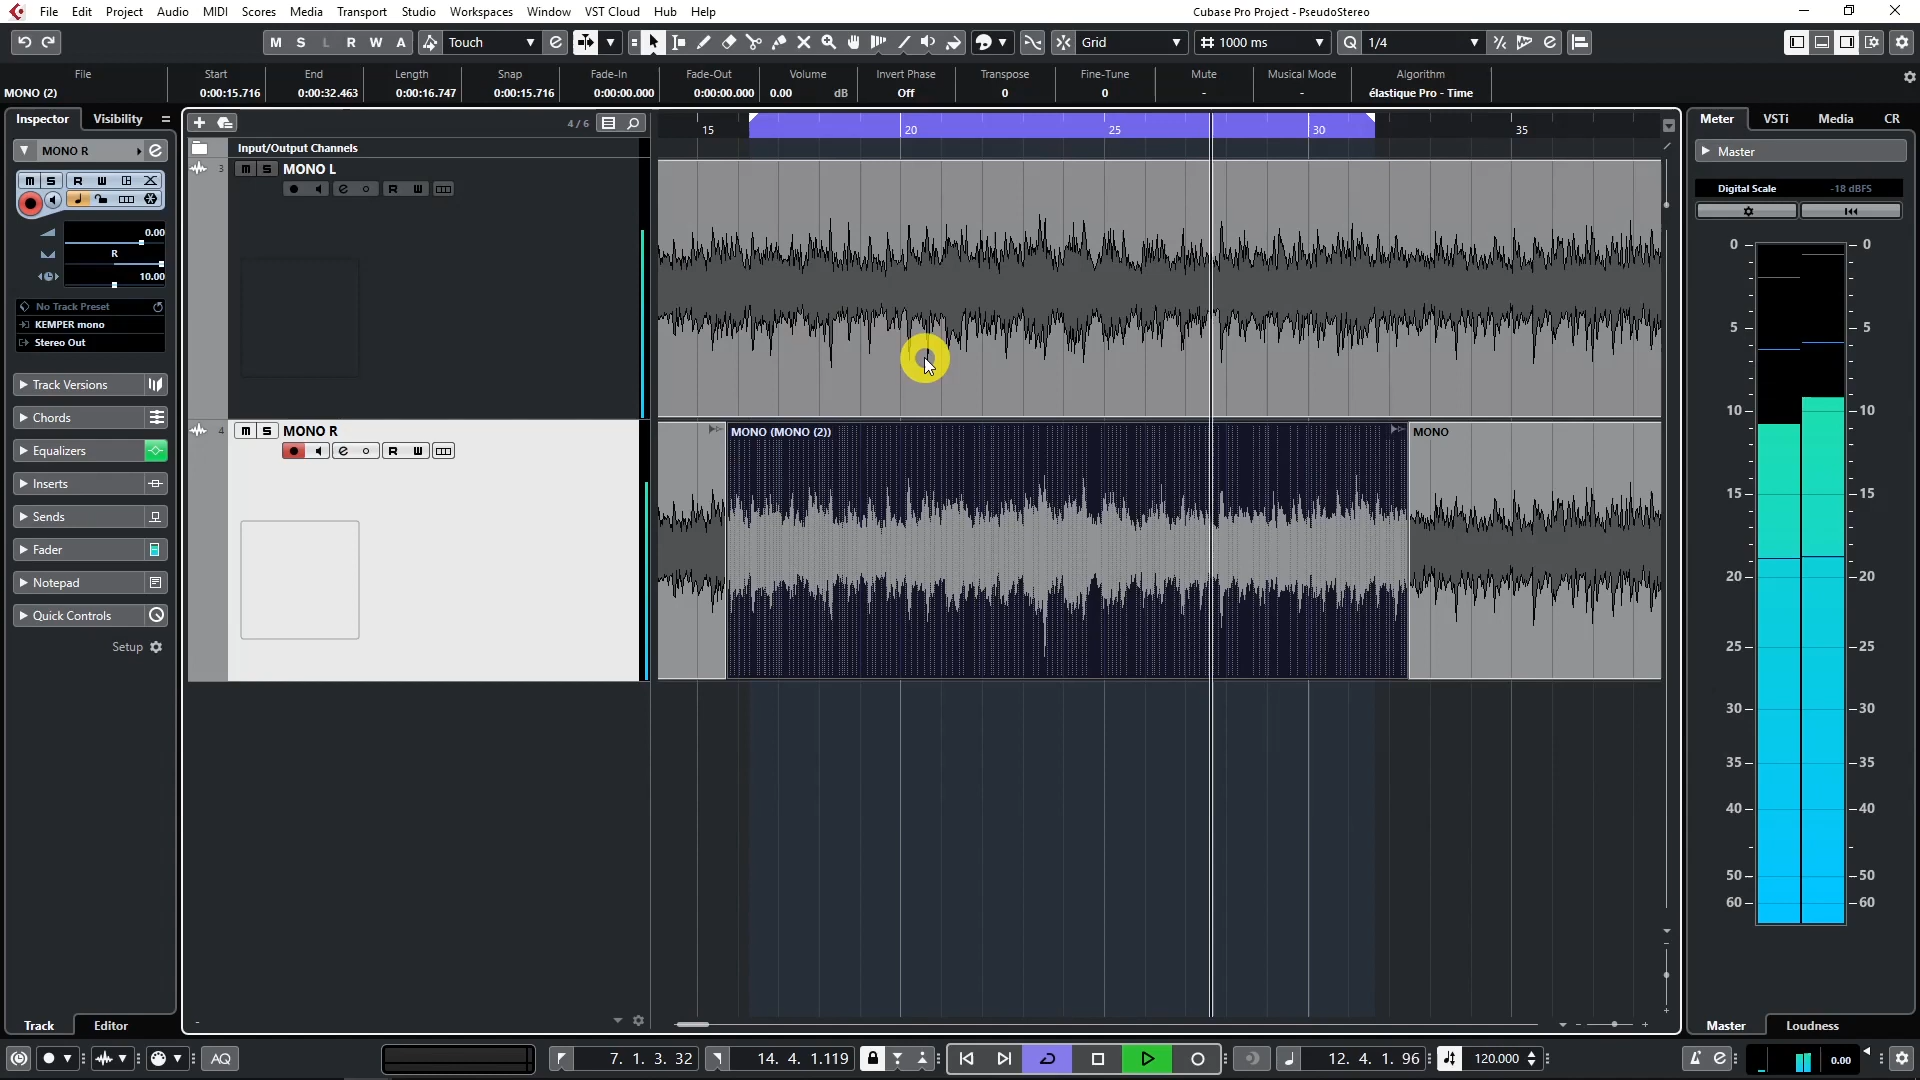 File Edit Project Audio MIDI Scores Media Transport Studio Workspaces Window VST Cloud Hub Help
Cubase Pro Project - PseudoStereo
M S L R W A Touch Grid 1000 ms 1/4
File Start End Length Snap Fade-In Fade-Out Volume Invert Phase Transpose Fine-Tune Mute Musical Mode Algorithm
MONO (2) 0:00:15.716 0:00:32.463 0:00:16.747 0:00:15.716 0:00:00.000 0:00:00.000 0.00 dB Off 0 0 - - élastique Pro - Time
Inspector Visibility
MONO R
M S R W
0.00
R
10.00
No Track Preset
KEMPER mono
Stereo Out
Track Versions
Chords
Equalizers
Inserts
Sends
Fader
Notepad
Quick Controls
Setup
Track Editor
4 / 6
Input/Output Channels
3 M S MONO L
R W
4 M S MONO R
R W
15 20 25 30 35
MONO (MONO (2)) MONO
Meter VSTi Media CR
Master
Digital Scale -18 dBFS
0 0
5 5
10 10
15 15
20 20
25 25
30 30
35 35
40 40
50 50
60 60
Master Loudness
AQ 7. 1. 3. 32 14. 4. 1.119 12. 4. 1. 96 120.000 0.00